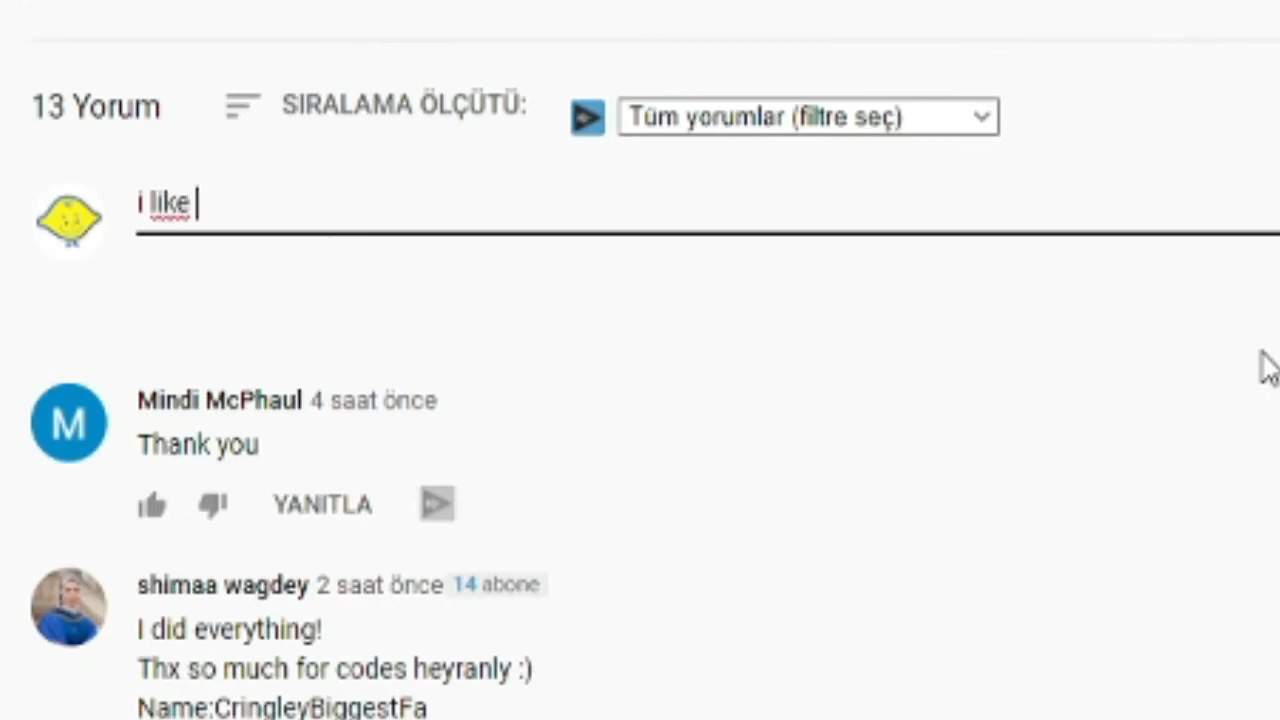 13 Yorum
SIRALAMA ÖLÇÜTÜ:
Tüm yorumlar (filtre seç)
i like
M
Mindi McPhaul 4 saat önce
Thank you
YANITLA
shimaa wagdey 2 saat önce 14 abone
I did everything!
Thx so much for codes heyranly :)
Name:CringleyBiggestFa